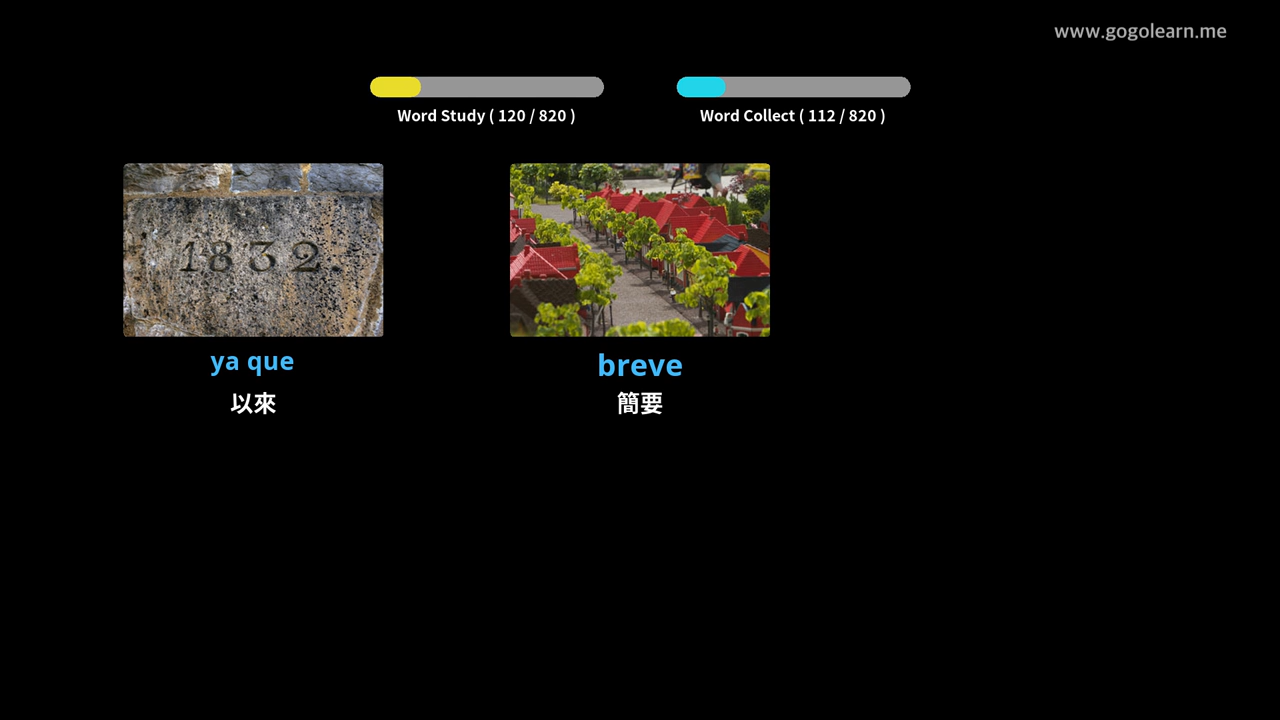 www.gogolearn.me
Word Study ( 120 / 820 )
Word Collect ( 112 / 820 )
1832.
ya que
breve
以來
簡要